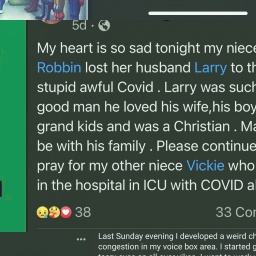 5d ·
My heart is so sad tonight my niece
Robbin lost her husband Larry to th
stupid awful Covid . Larry was such
good man he loved his wife,his boy
grand kids and was a Christian . Ma
be with his family . Please continue
pray for my other niece Vickie who
in the hospital in ICU with COVID a
38
33 Com
Last Sunday evening I developed a weird ch
congestion in my voice box area. I started g